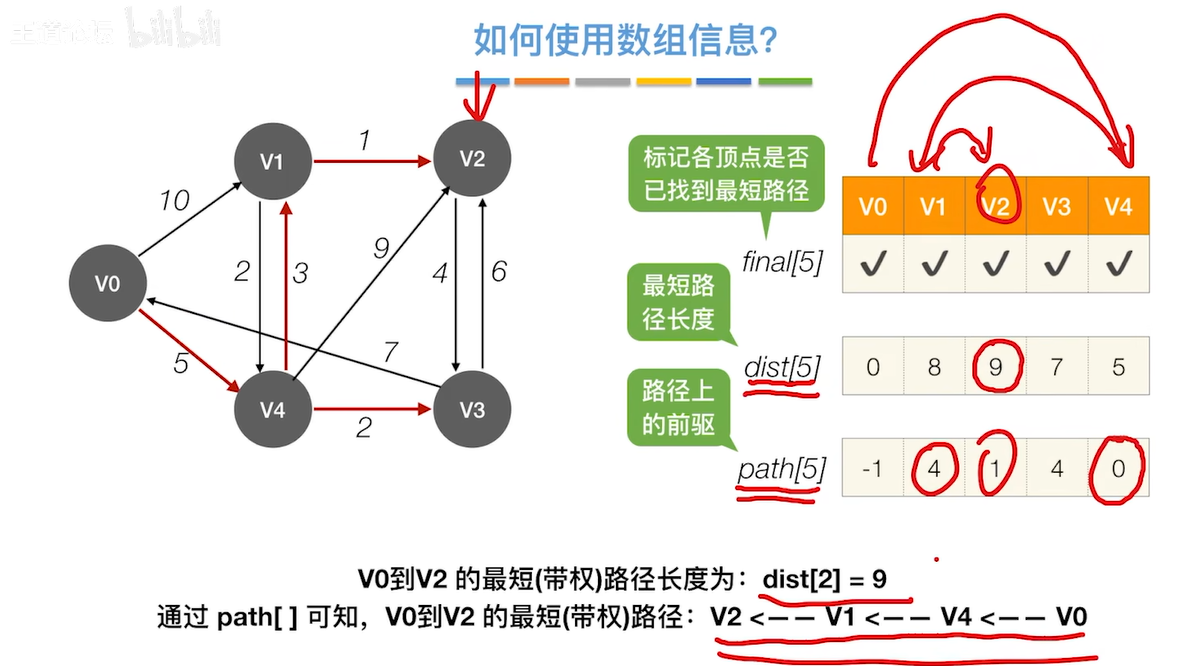 bilibili
如何使用数组信息?
V1
1
V2
10
2
3
9
4
6
V0
5
7
V4
2
V3
标记各顶点是否
已找到最短路径
V0 V1 V2 V3 V4
final[5] ✔ ✔ ✔ ✔ ✔
最短路
径长度
dist[5] 0 8 9 7 5
路径上
的前驱
path[5] -1 4 1 4 0
V0到V2 的最短(带权)路径长度为：dist[2] = 9
通过 path[ ] 可知，V0到V2 的最短(带权)路径：V2 <—— V1 <—— V4 <—— V0